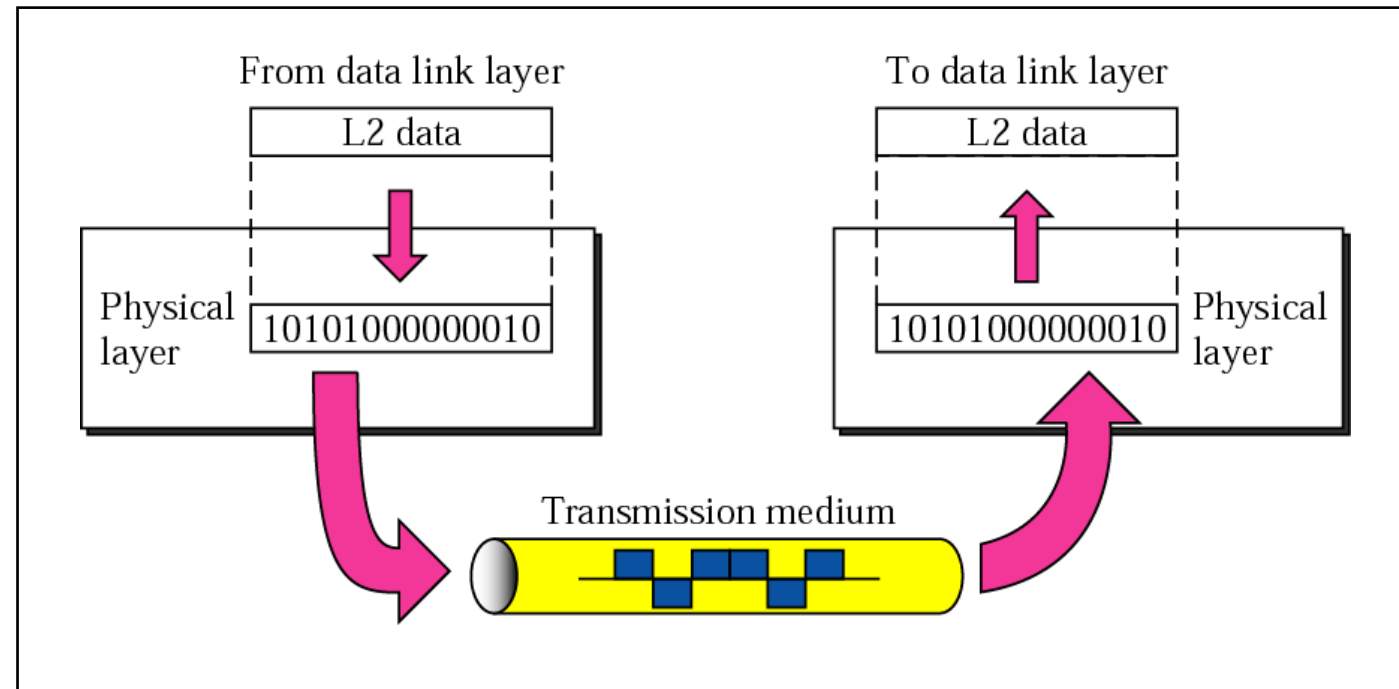 From data link layer
L2 data
Physical
layer
10101000000010
To data link layer
L2 data
10101000000010
Physical
layer
Transmission medium